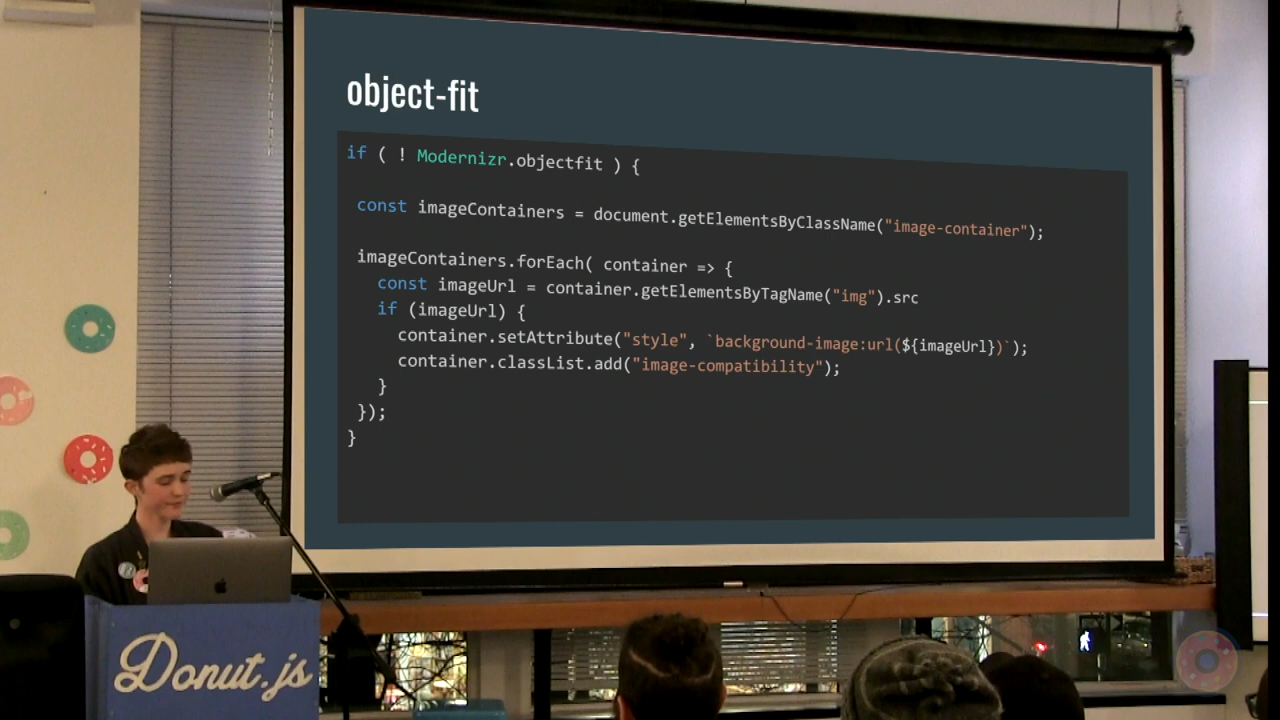 object-fit
if ( ! Modernizr.objectfit ) {
const imageContainers = document.getElementsByClassName("image-container");
imageContainers.forEach( container => {
const imageUrl = container.getElementsByTagName("img").src
if (imageUrl) {
container.setAttribute("style", `background-image:url(${imageUrl})`);
container.classList.add("image-compatibility");
}
});
}
Donut.js